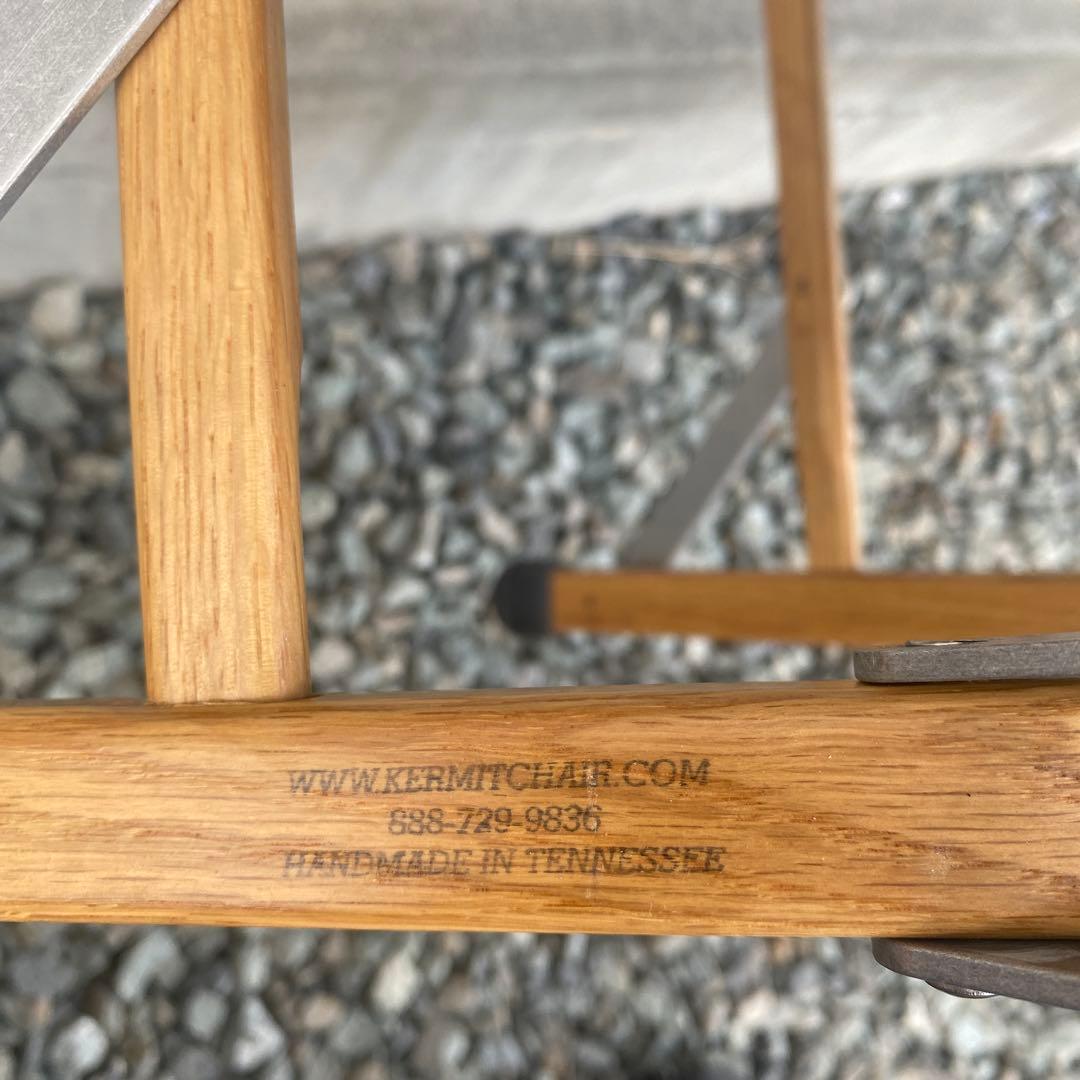 WWW.KERMITCHAIR.COM
888-729-9836
HANDMADE IN TENNESSEE